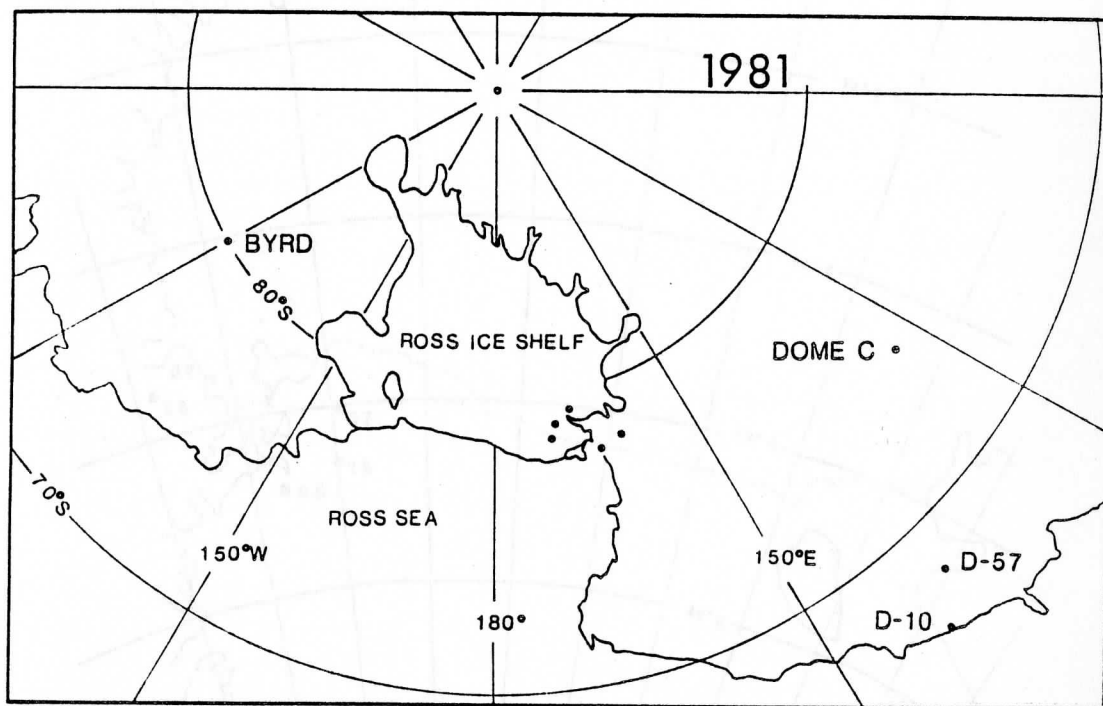 1981
BYRD
80°S
ROSS ICE SHELF
DOME C
70°S
ROSS SEA
150°W
150°E
D-57
180°
D-10